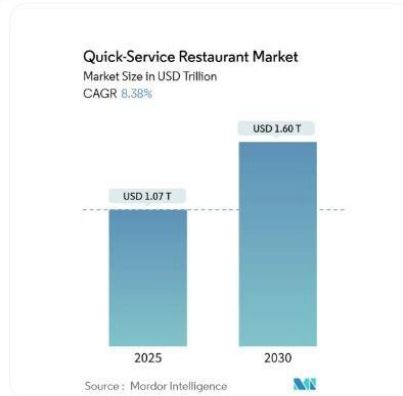 Quick-Service Restaurant Market
Market Size in USD Trillion
CAGR 8.38%
USD 1.60 T
USD 1.07 T
2025 2030
Source : Mordor Intelligence